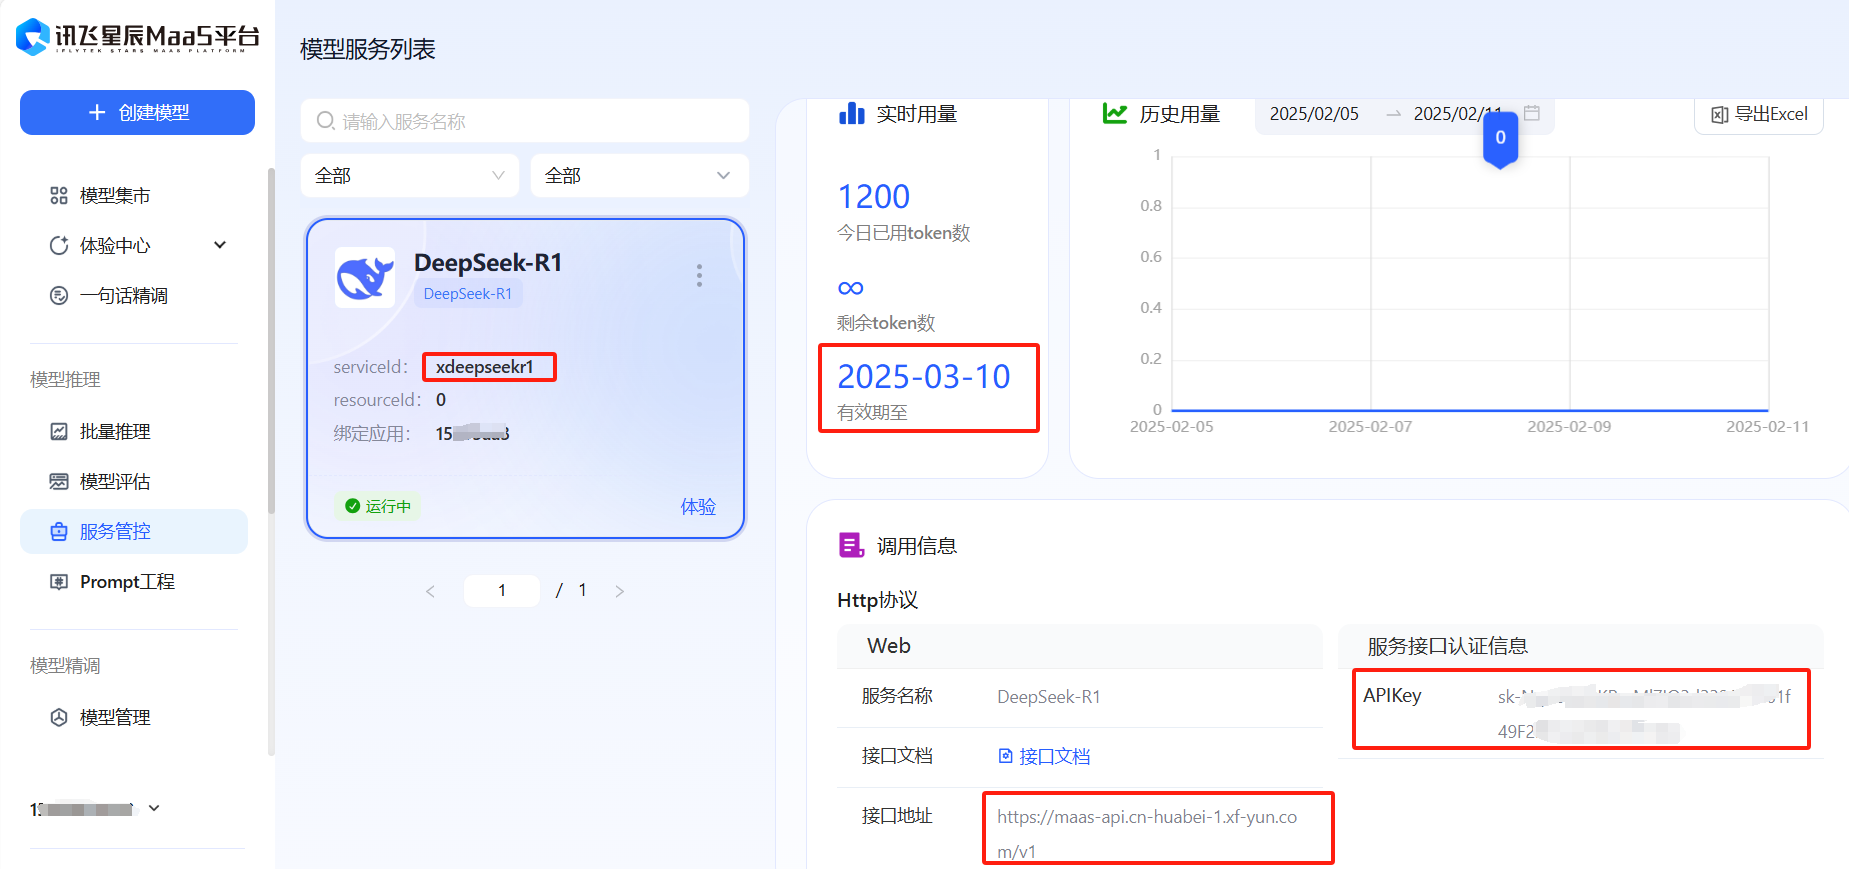 讯飞星辰MaaS平台
IFLYTEK STARS MAAS PLATFORM
创建模型
模型集市
体验中心
一句话精调
模型推理
批量推理
模型评估
服务管控
Prompt工程
模型精调
模型管理
模型服务列表
请输入服务名称
全部
全部
DeepSeek-R1
DeepSeek-R1
serviceId： xdeepseekr1
resourceId： 0
绑定应用： 15
运行中
体验
1 / 1
实时用量
1200
今日已用token数
∞
剩余token数
2025-03-10
有效期至
历史用量
2025/02/05 → 2025/02/11
导出Excel
0
1
0.8
0.6
0.4
0.2
0
2025-02-05 2025-02-07 2025-02-09 2025-02-11
调用信息
Http协议
Web
服务名称 DeepSeek-R1
接口文档 接口文档
接口地址 https://maas-api.cn-huabei-1.xf-yun.co
m/v1
服务接口认证信息
APIKey sk-
49F2